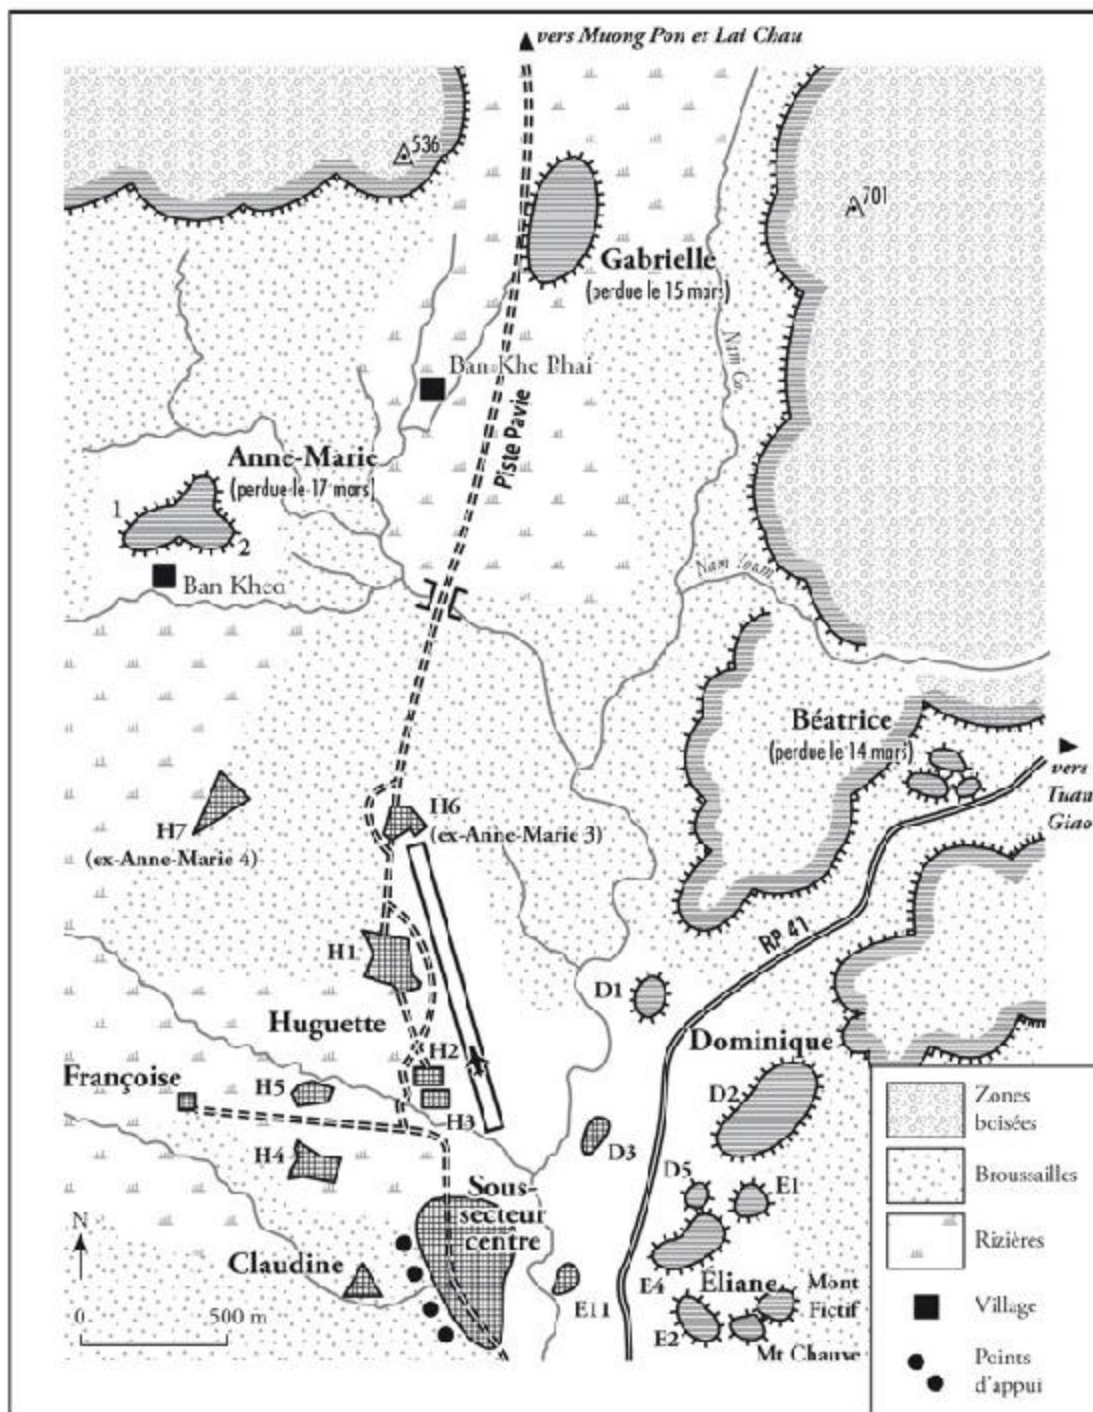 vers Muong Pon et Lai Chau
536
701
Gabrielle
(perdue le 15 mars)
Nam Co
Ban Khe Phai
Piste Pavie
Anne-Marie
(perdue le 17 mars)
1
2
Ban Kheo
Nam Youm
Béatrice
(perdue le 14 mars)
vers
Tuan
Giao
H6
(ex-Anne-Marie 3)
H7
(ex-Anne-Marie 4)
RP 41
H1
D1
Huguette
Dominique
H2
Françoise
H5
H3
D2
D3
H4
D5
E1
Sous-
secteur
centre
N
Claudine
E4
Eliane
Mont
Fictif
E11
E2
Mt Chauve
0
500 m
Zones
boisées
Broussailles
Rizières
Village
Points
d'appui